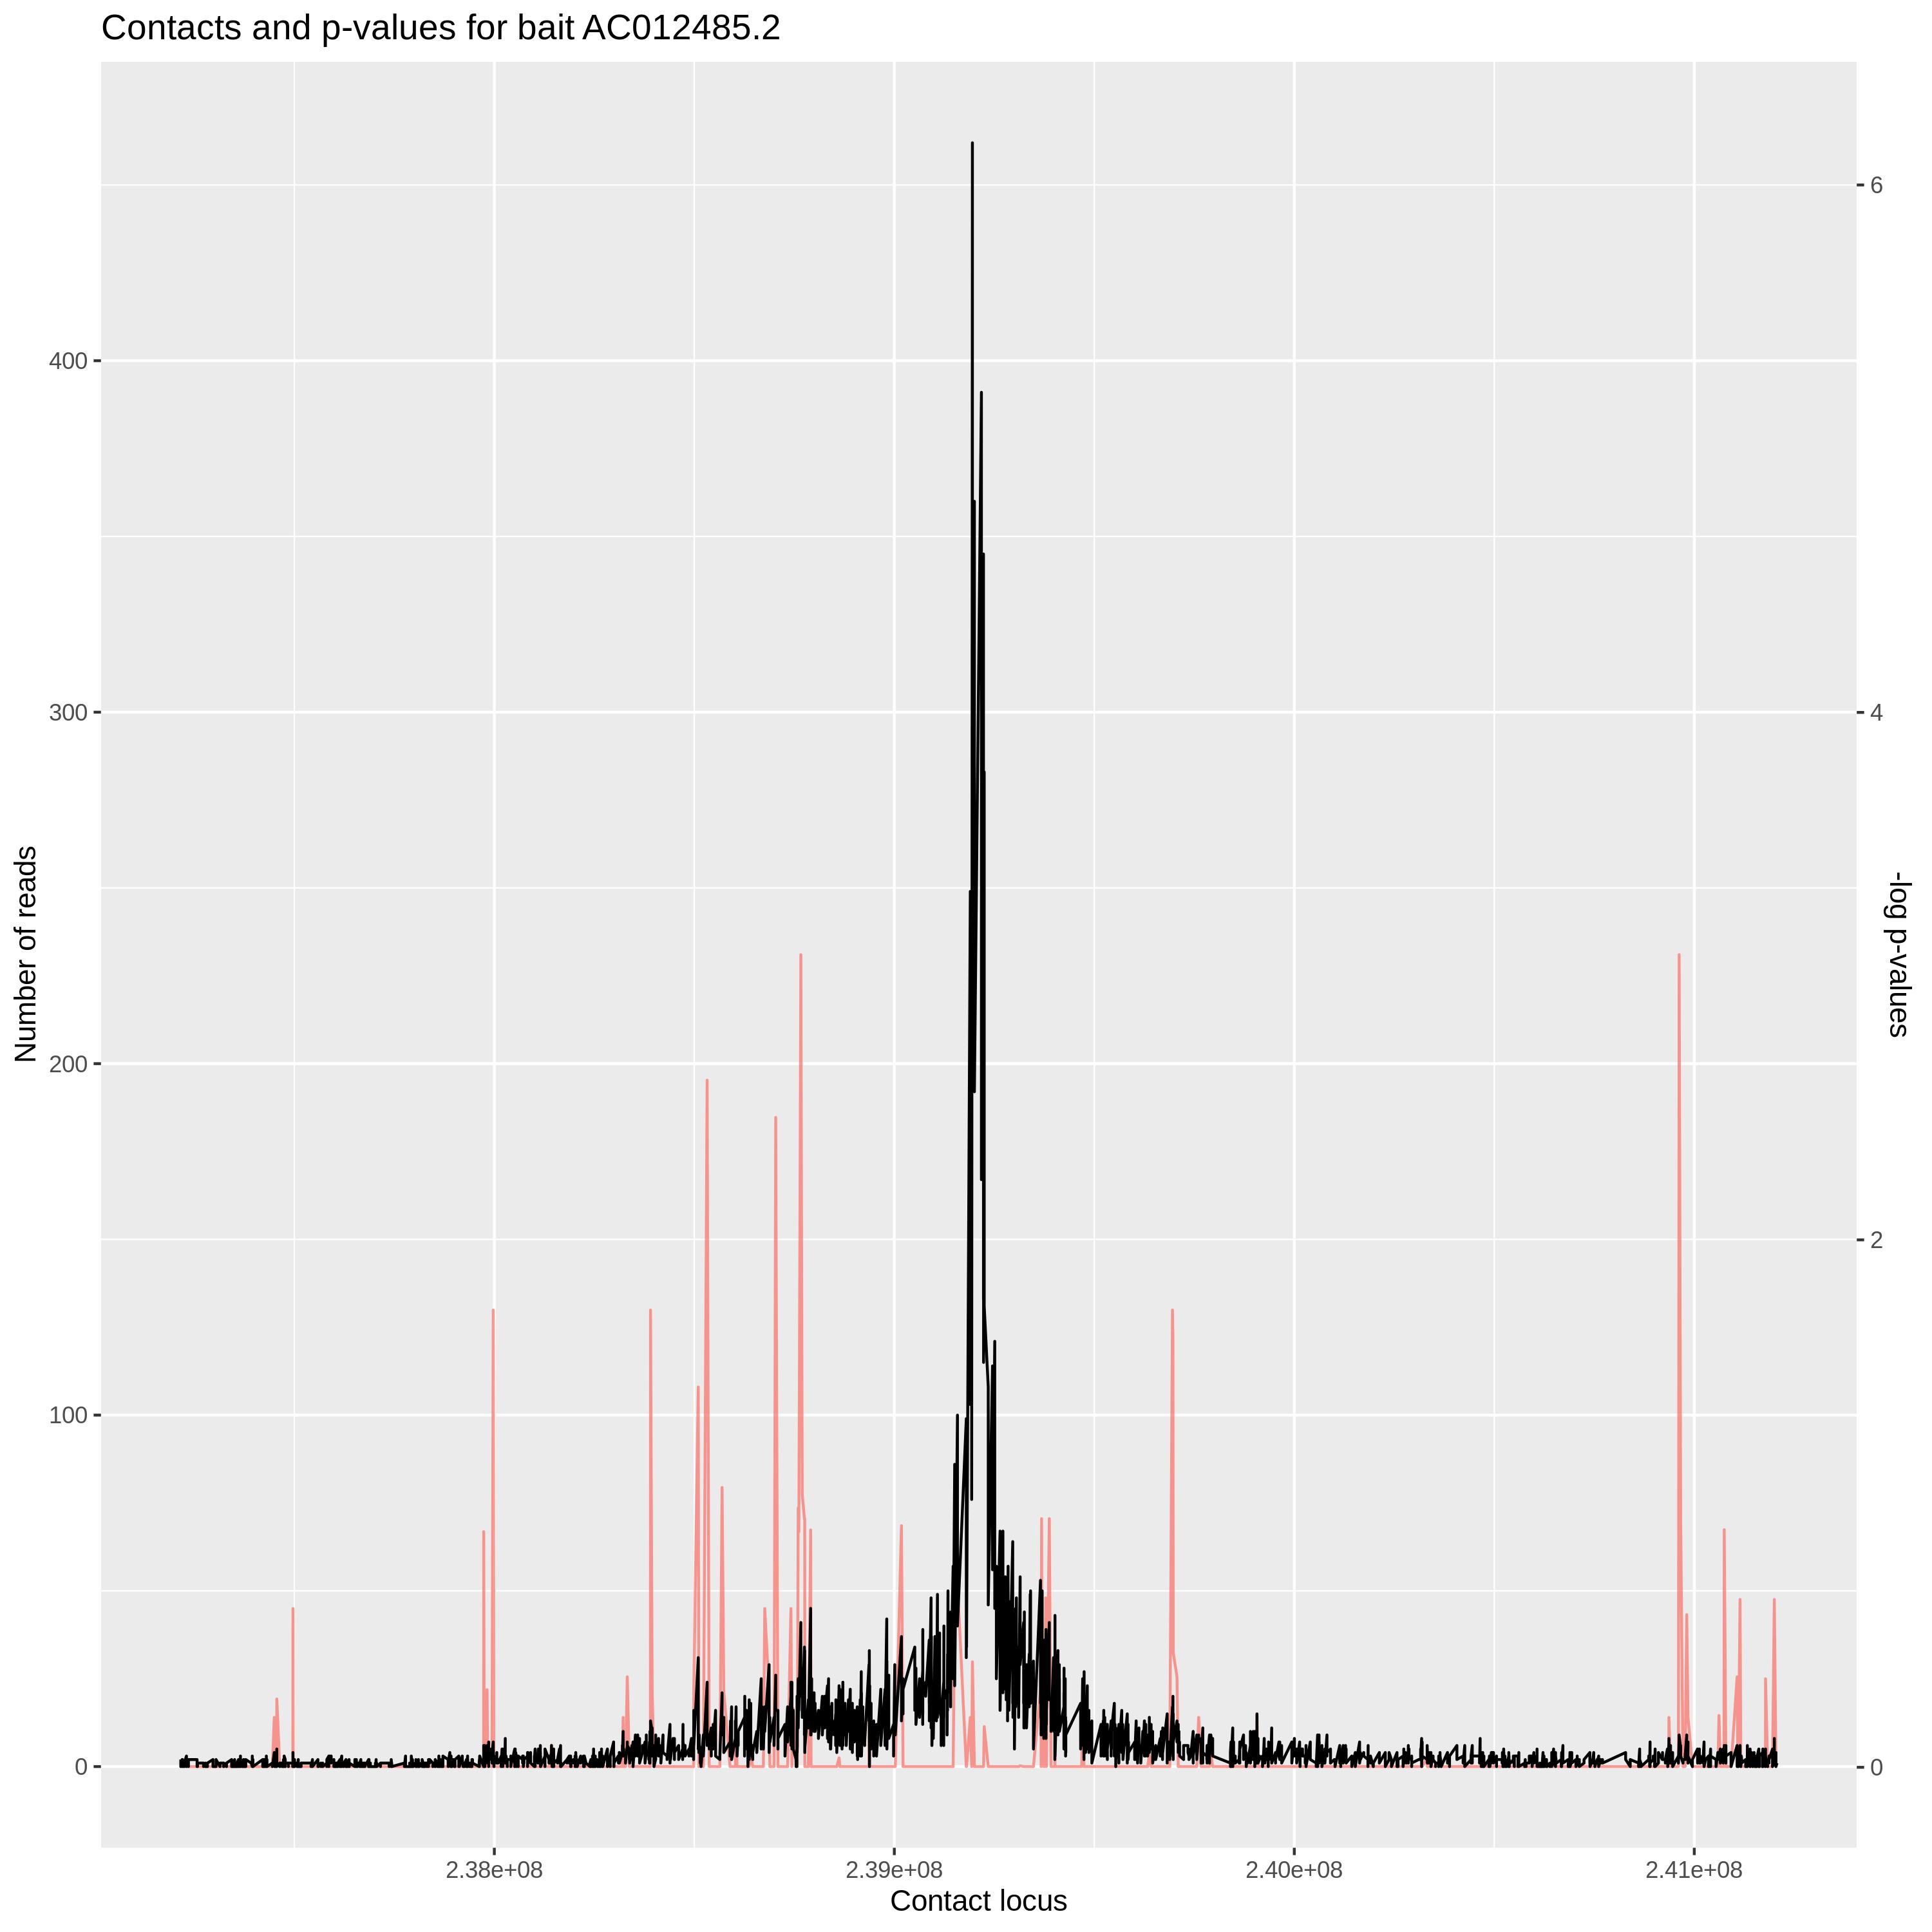 Contacts and p-values for bait AC012485.2
Number of reads
400
300
200
100
0
6
4
2
0
-log p-values
2.38e+08
2.39e+08
2.40e+08
2.41e+08
Contact locus